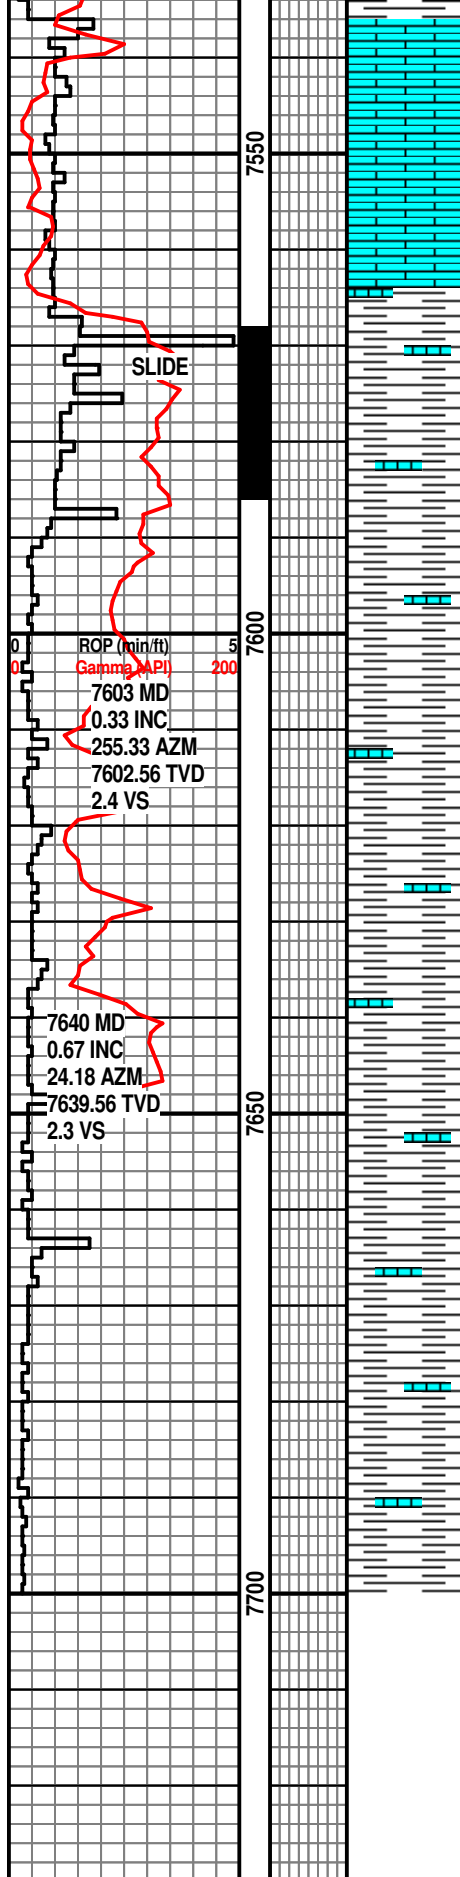 7550
SLIDE
7600
0 ROP (min/ft) 5
0 Gamma (API) 200
7603 MD
0.33 INC
255.33 AZM
7602.56 TVD
2.4 VS
7640 MD
0.67 INC
24.18 AZM
7639.56 TVD
2.3 VS
7650
7700